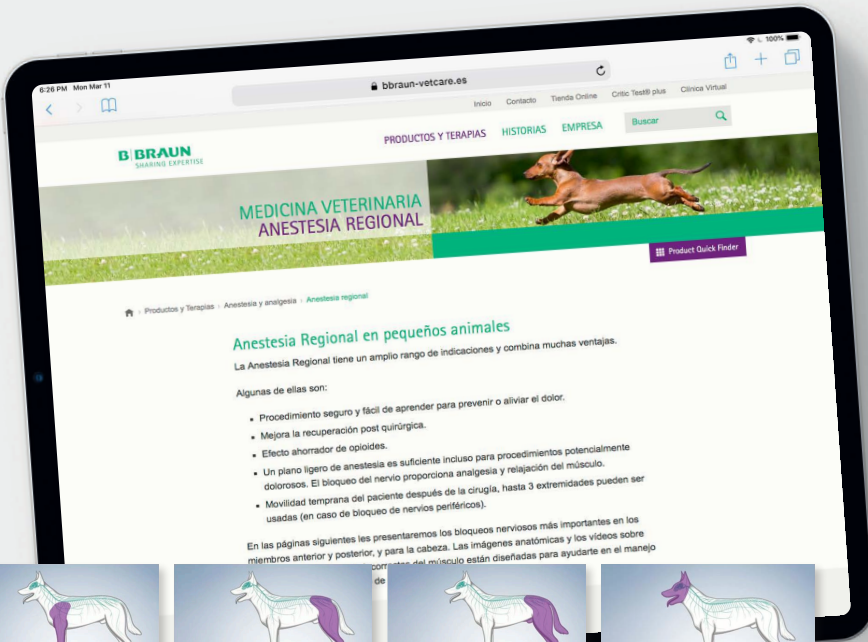 6:26 PM Mon Mar 11
100%
bbraun-vetcare.es
Inicio Contacto Tienda Online Critic Test® plus Clínica Virtual
B BRAUN
SHARING EXPERTISE
PRODUCTOS Y TERAPIAS HISTORIAS EMPRESA Buscar
MEDICINA VETERINARIA
ANESTESIA REGIONAL
Product Quick Finder
Productos y Terapias › Anestesia y analgesia › Anestesia regional
Anestesia Regional en pequeños animales
La Anestesia Regional tiene un amplio rango de indicaciones y combina muchas ventajas.
Algunas de ellas son:
• Procedimiento seguro y fácil de aprender para prevenir o aliviar el dolor.
• Mejora la recuperación post quirúrgica.
• Efecto ahorrador de opioides.
• Un plano ligero de anestesia es suficiente incluso para procedimientos potencialmente
dolorosos. El bloqueo del nervio proporciona analgesia y relajación del músculo.
• Movilidad temprana del paciente después de la cirugía, hasta 3 extremidades pueden ser
usadas (en caso de bloqueo de nervios periféricos).
En las páginas siguientes les presentaremos los bloqueos nerviosos más importantes en los
miembros anterior y posterior, y para la cabeza. Las imágenes anatómicas y los vídeos sobre
del músculo están diseñadas para ayudarte en el manejo
de